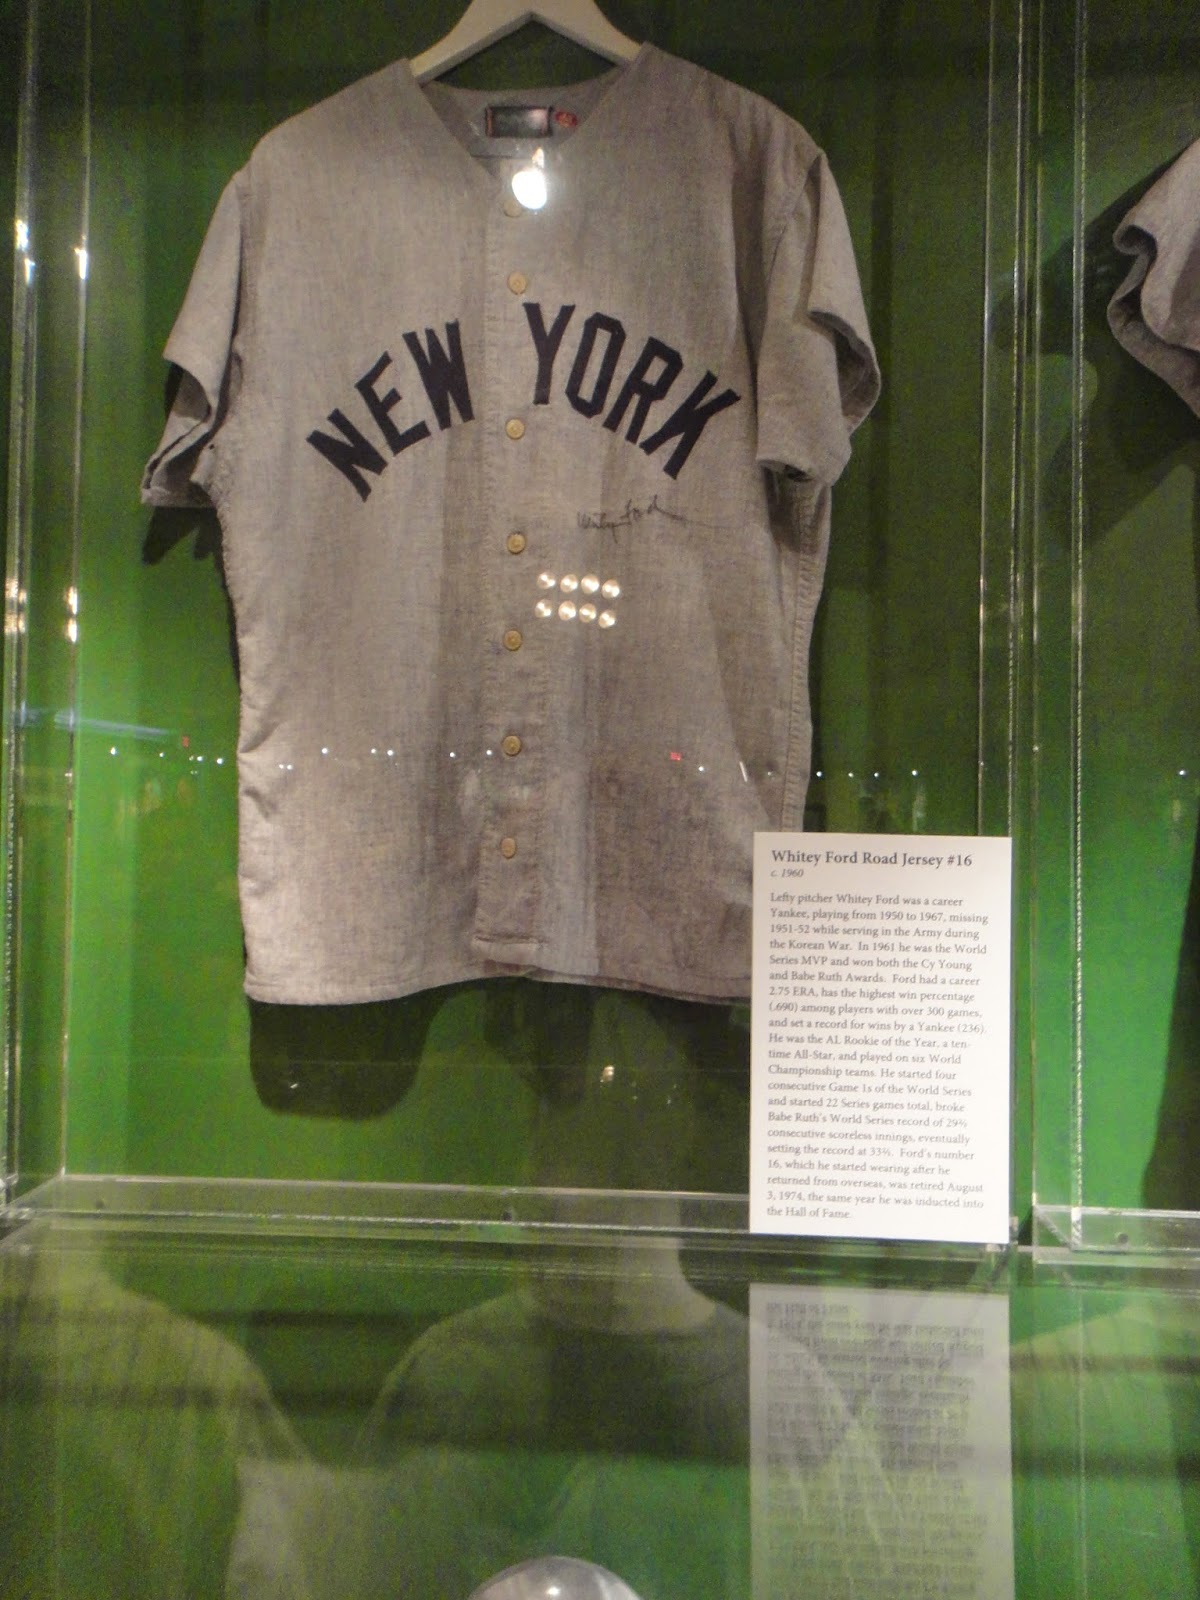 NEW YORK
Whitey Ford
Whitey Ford Road Jersey #16
c. 1960
Lefty pitcher Whitey Ford was a career
Yankee, playing from 1950 to 1967, missing
1951-52 while serving in the Army during
the Korean War. In 1961 he was the World
Series MVP and won both the Cy Young
and Babe Ruth Awards. Ford had a career
2.75 ERA, has the highest win percentage
(.690) among players with over 300 games,
and set a record for wins by a Yankee (236).
He was the AL Rookie of the Year, a ten-
time All-Star, and played on six World
Championship teams. He started four
consecutive Game 1s of the World Series
and started 22 Series games total, broke
Babe Ruth's World Series record of 29⅔
consecutive scoreless innings, eventually
setting the record at 33⅔. Ford's number
16, which he started wearing after he
returned from overseas, was retired August
3, 1974, the same year he was inducted into
the Hall of Fame.